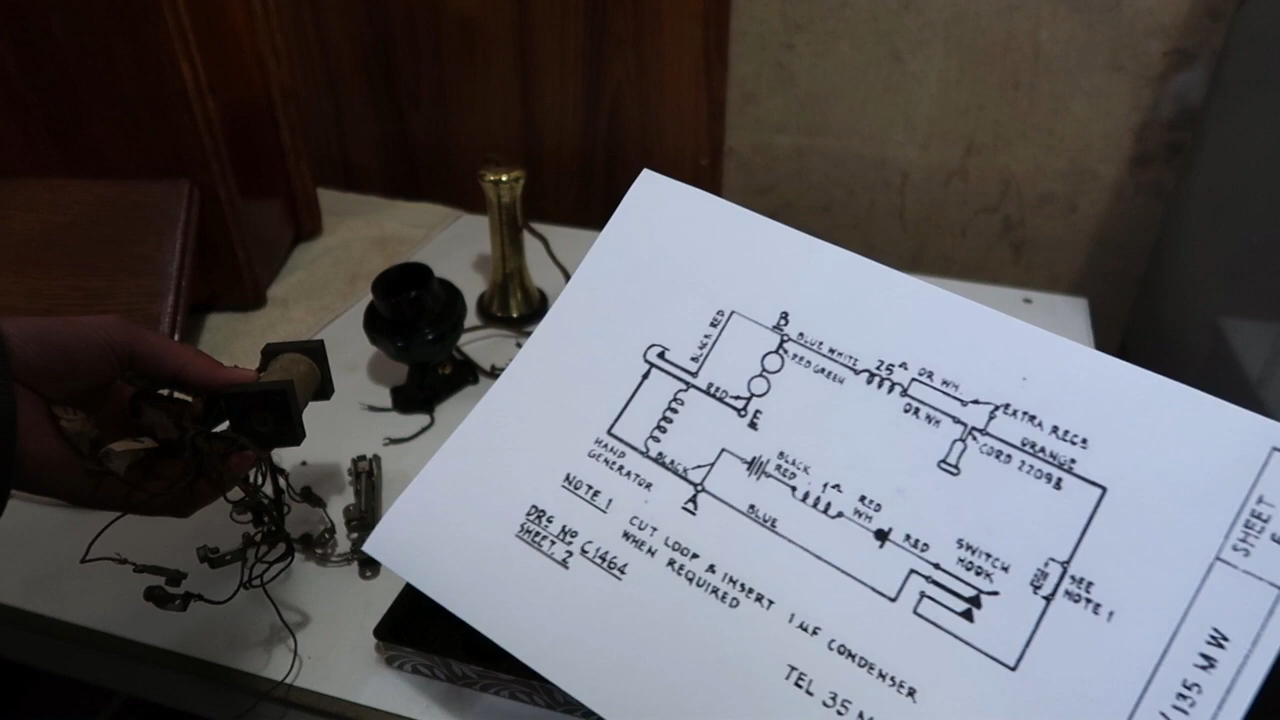 B
BLACK RED
BLUE WHITE
RED GREEN
25Ω
OR WH.
OR WH
EXTRA RECS
CORD 2209B
ORANGE
RED
E
HAND
GENERATOR
BLACK
A
BLACK
RED
1Ω
RED
WH
BLUE
RED
SWITCH
HOOK
SEE
NOTE 1
NOTE 1 CUT LOOP & INSERT 1 MF CONDENSER
WHEN REQUIRED
DRG No C1464
SHEET. 2
TEL 35 M
SHEET
/135 MW